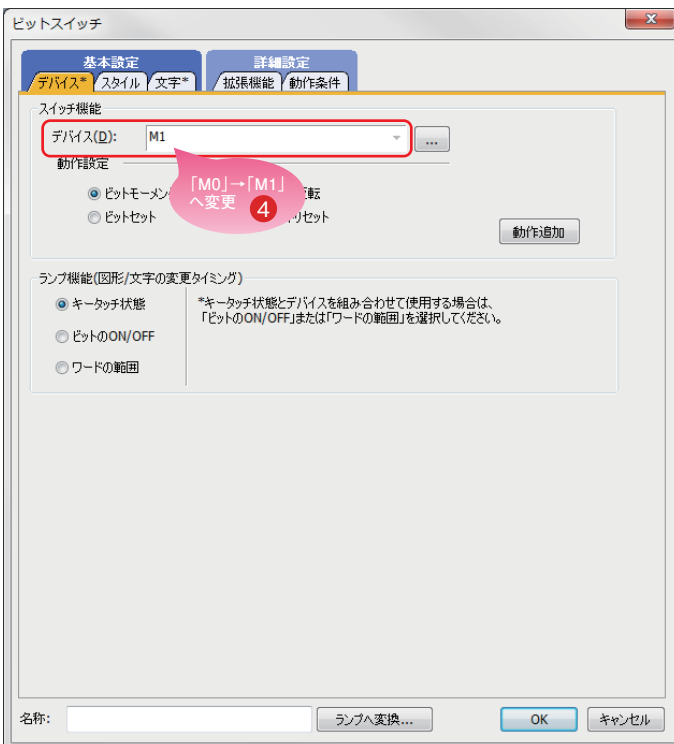 ビットスイッチ
基本設定 詳細設定
デバイス* スタイル 文字* 拡張機能 動作条件
スイッチ機能
デバイス(D): M1 ...
動作設定
ビットモーメン 転
「M0」→「M1」
へ変更 4
ビットセット リセット
動作追加
ランプ機能(図形/文字の変更タイミング)
キータッチ状態 *キータッチ状態とデバイスを組み合わせて使用する場合は、
「ビットのON/OFF」または「ワードの範囲」を選択してください。
ビットのON/OFF
ワードの範囲
名称: ランプへ変換... OK キャンセル